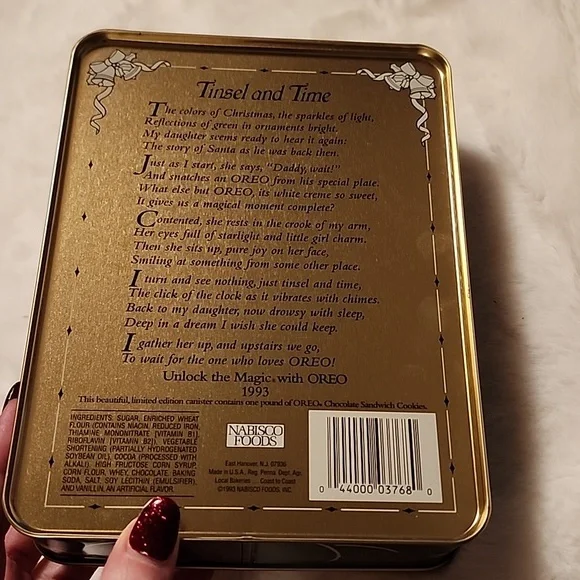 Tinsel and Time
The colors of Christmas, the sparkles of light,
Reflections of green in ornaments bright.
My daughter seems ready to hear it again:
The story of Santa as he was back then.
Just as I start, she says, "Daddy, wait!"
And snatches an OREO from his special plate.
What else but OREO, its white creme so sweet,
It gives us a magical moment complete?
Contented, she rests in the crook of my arm,
Her eyes full of starlight and little girl charm.
Then she sits up, pure joy on her face,
Smiling at something from some other place.
I turn and see nothing, just tinsel and time,
The click of the clock as it vibrates with chimes.
Back to my daughter, now drowsy with sleep,
Deep in a dream I wish she could keep.
I gather her up, and upstairs we go,
To wait for the one who loves OREO!
Unlock the Magic® with OREO
1993
This beautiful, limited edition canister contains one pound of OREO® Chocolate Sandwich Cookies.
INGREDIENTS: SUGAR, ENRICHED WHEAT
FLOUR (CONTAINS NIACIN, REDUCED IRON,
THIAMINE MONONITRATE [VITAMIN B1],
RIBOFLAVIN [VITAMIN B2]), VEGETABLE
SHORTENING (PARTIALLY HYDROGENATED
SOYBEAN OIL), COCOA (PROCESSED WITH
ALKALI), HIGH FRUCTOSE CORN SYRUP,
CORN FLOUR, WHEY, CHOCOLATE, BAKING
SODA, SALT, SOY LECITHIN (EMULSIFIER),
AND VANILLIN, AN ARTIFICIAL FLAVOR.
NABISCO
FOODS
East Hanover, N.J. 07936
Made in U.S.A., Reg. Penna. Dept. Agr.
Local Bakeries ... Coast to Coast
©1993 NABISCO FOODS, INC.
0 44000 03768 0